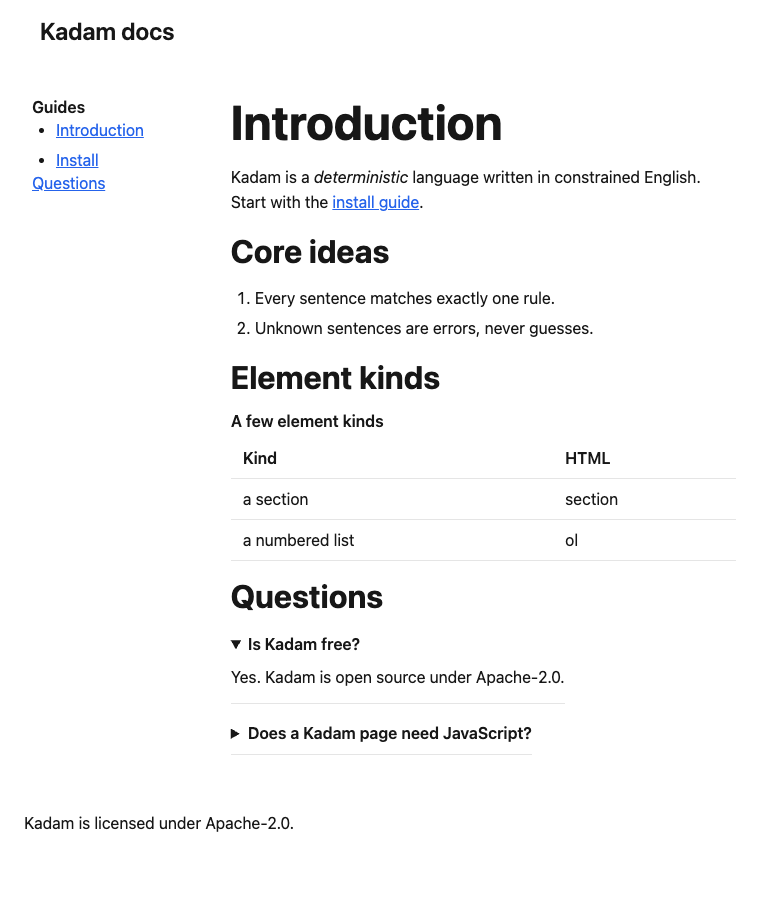 Kadam docs
Guides
• Introduction
• Install
Questions
Introduction
Kadam is a deterministic language written in constrained English.
Start with the install guide.
Core ideas
1. Every sentence matches exactly one rule.
2. Unknown sentences are errors, never guesses.
Element kinds
A few element kinds
Kind HTML
a section section
a numbered list ol
Questions
▼ Is Kadam free?
Yes. Kadam is open source under Apache-2.0.
▶ Does a Kadam page need JavaScript?
Kadam is licensed under Apache-2.0.